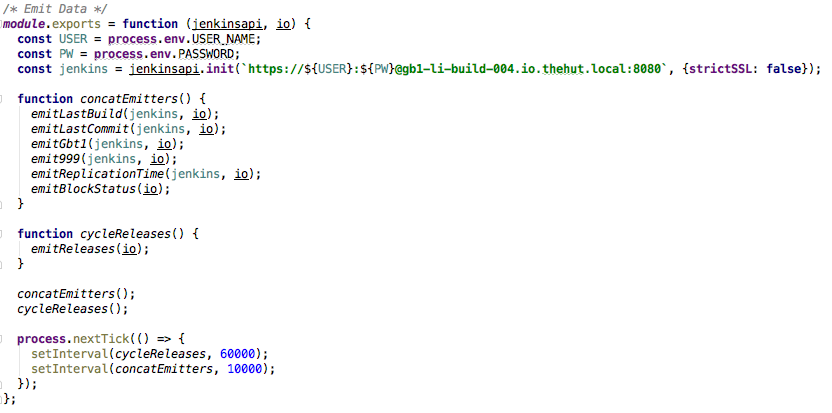 /* Emit Data */
module.exports = function (jenkinsapi, io) {
  const USER = process.env.USER_NAME;
  const PW = process.env.PASSWORD;
  const jenkins = jenkinsapi.init(`https://${USER}:${PW}@gb1-li-build-004.io.thehut.local:8080`, {strictSSL: false});

  function concatEmitters() {
    emitLastBuild(jenkins, io);
    emitLastCommit(jenkins, io);
    emitGbt1(jenkins, io);
    emit999(jenkins, io);
    emitReplicationTime(jenkins, io);
    emitBlockStatus(io);
  }

  function cycleReleases() {
    emitReleases(io);
  }

  concatEmitters();
  cycleReleases();

  process.nextTick(() => {
    setInterval(cycleReleases, 60000);
    setInterval(concatEmitters, 10000);
  });
};